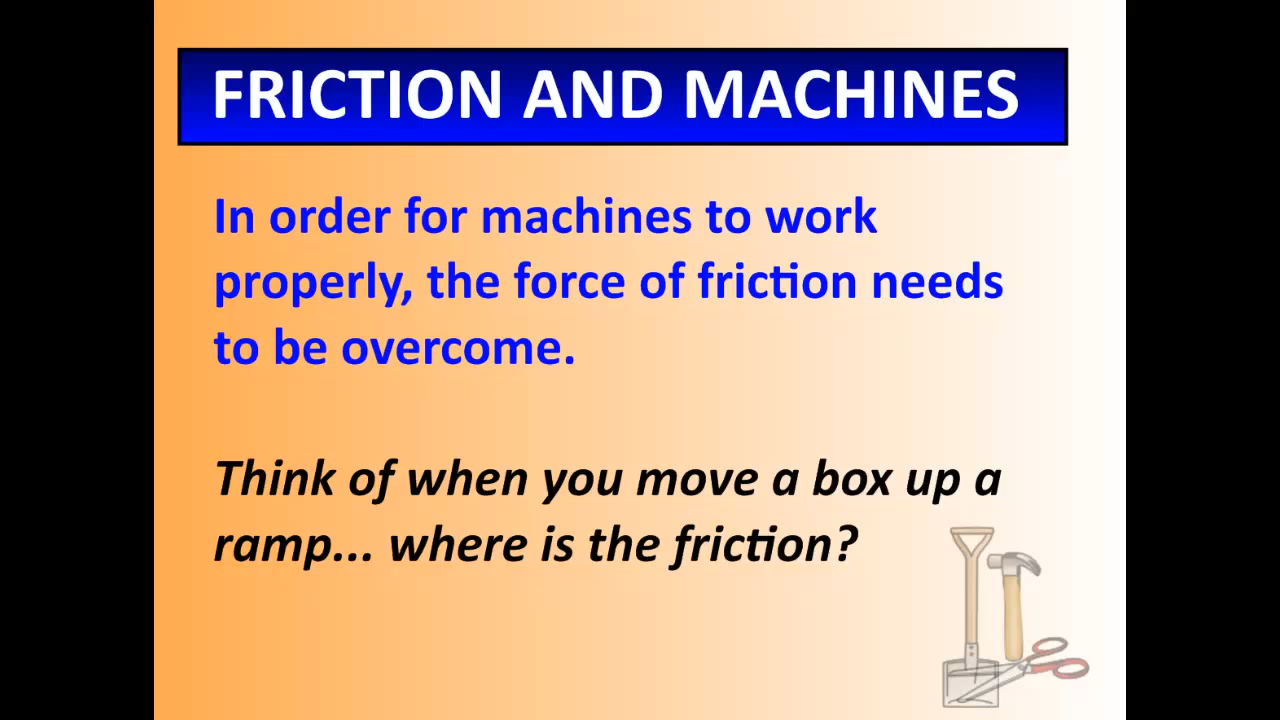 FRICTION AND MACHINES
In order for machines to work
properly, the force of friction needs
to be overcome.
Think of when you move a box up a
ramp... where is the friction?